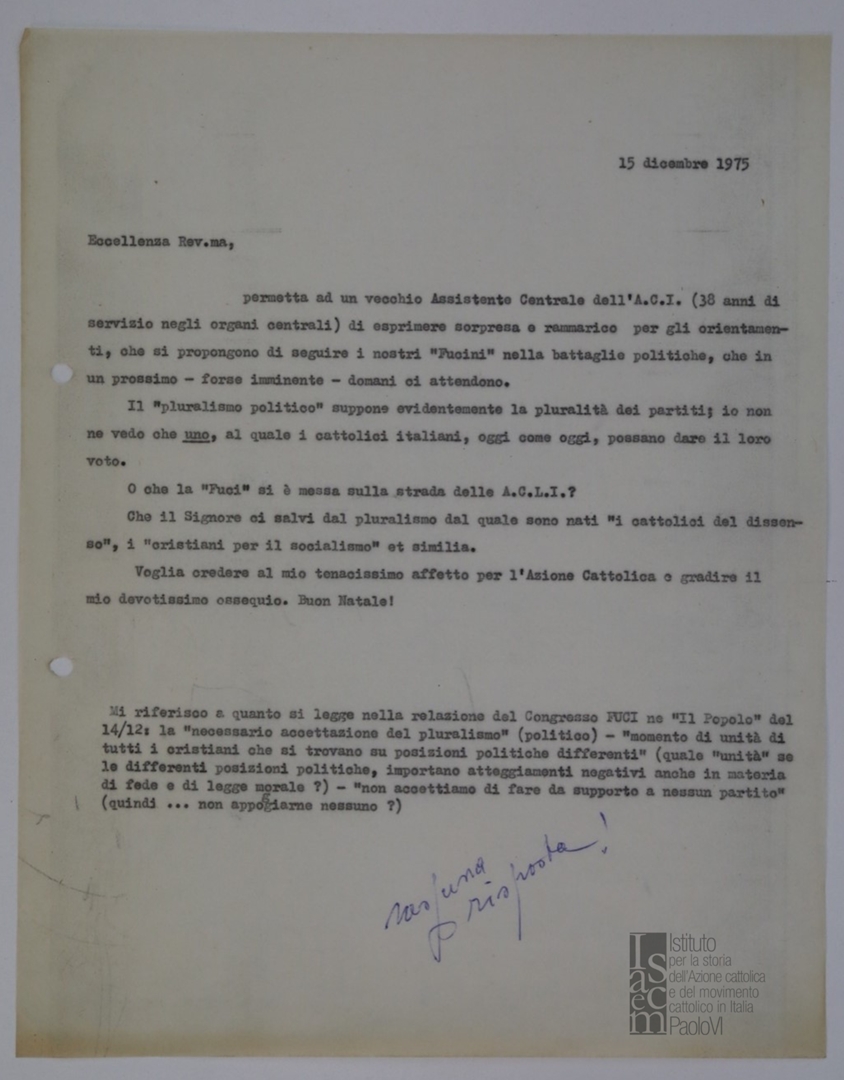 15 dicembre 1975
Eccellenza Rev.ma,
permetta ad un vecchio Assistente Centrale dell'A.C.I. (38 anni di
servizio negli organi centrali) di esprimere sorpresa e rammarico per gli orientamen-
ti, che si propongono di seguire i nostri "Fucini" nella battaglie politiche, che in
un prossimo - forse imminente - domani ci attendono.
Il "pluralismo politico" suppone evidentemente la pluralità dei partiti; io non
ne vedo che uno, al quale i cattolici italiani, oggi come oggi, possano dare il loro
voto.
O che la "Fuci" si è messa sulla strada delle A.C.L.I.?
Che il Signore ci salvi dal pluralismo dal quale sono nati "i cattolici del dissen-
so", i "cristiani per il socialismo" et similia.
Voglia credere al mio tenacissimo affetto per l'Azione Cattolica e gradire il
mio devotissimo ossequio. Buon Natale!
Mi riferisco a quanto si legge nella relazione del Congresso FUCI ne "Il Popolo" del
14/12: la "necessario accettazione del pluralismo" (politico) - "momento di unità di
tutti i cristiani che si trovano su posizioni politiche differenti" (quale "unità" se
le differenti posizioni politiche, importano atteggiamenti negativi anche in materia
di fede e di legge morale ?) - "non accettiamo di fare da supporto a nessun partito"
(quindi ... non appogiarne nessuno ?)
nessuna
risposta!
Isacem
Istituto
per la storia
dell'Azione cattolica
e del movimento
cattolico in Italia
PaoloVI